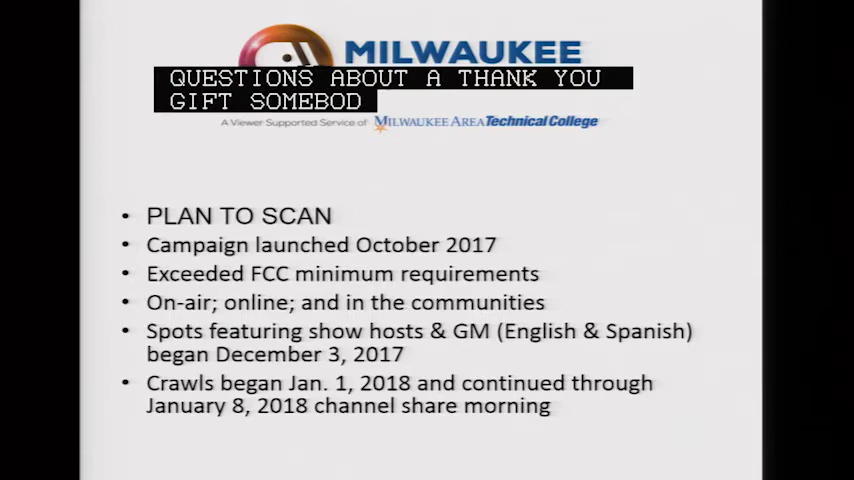 MILWAUKEE
QUESTIONS ABOUT A THANK YOU
GIFT SOMEBOD
A Viewer Supported Service of MILWAUKEE AREA Technical College
• PLAN TO SCAN
• Campaign launched October 2017
• Exceeded FCC minimum requirements
• On-air; online; and in the communities
• Spots featuring show hosts & GM (English & Spanish)
began December 3, 2017
• Crawls began Jan. 1, 2018 and continued through
January 8, 2018 channel share morning